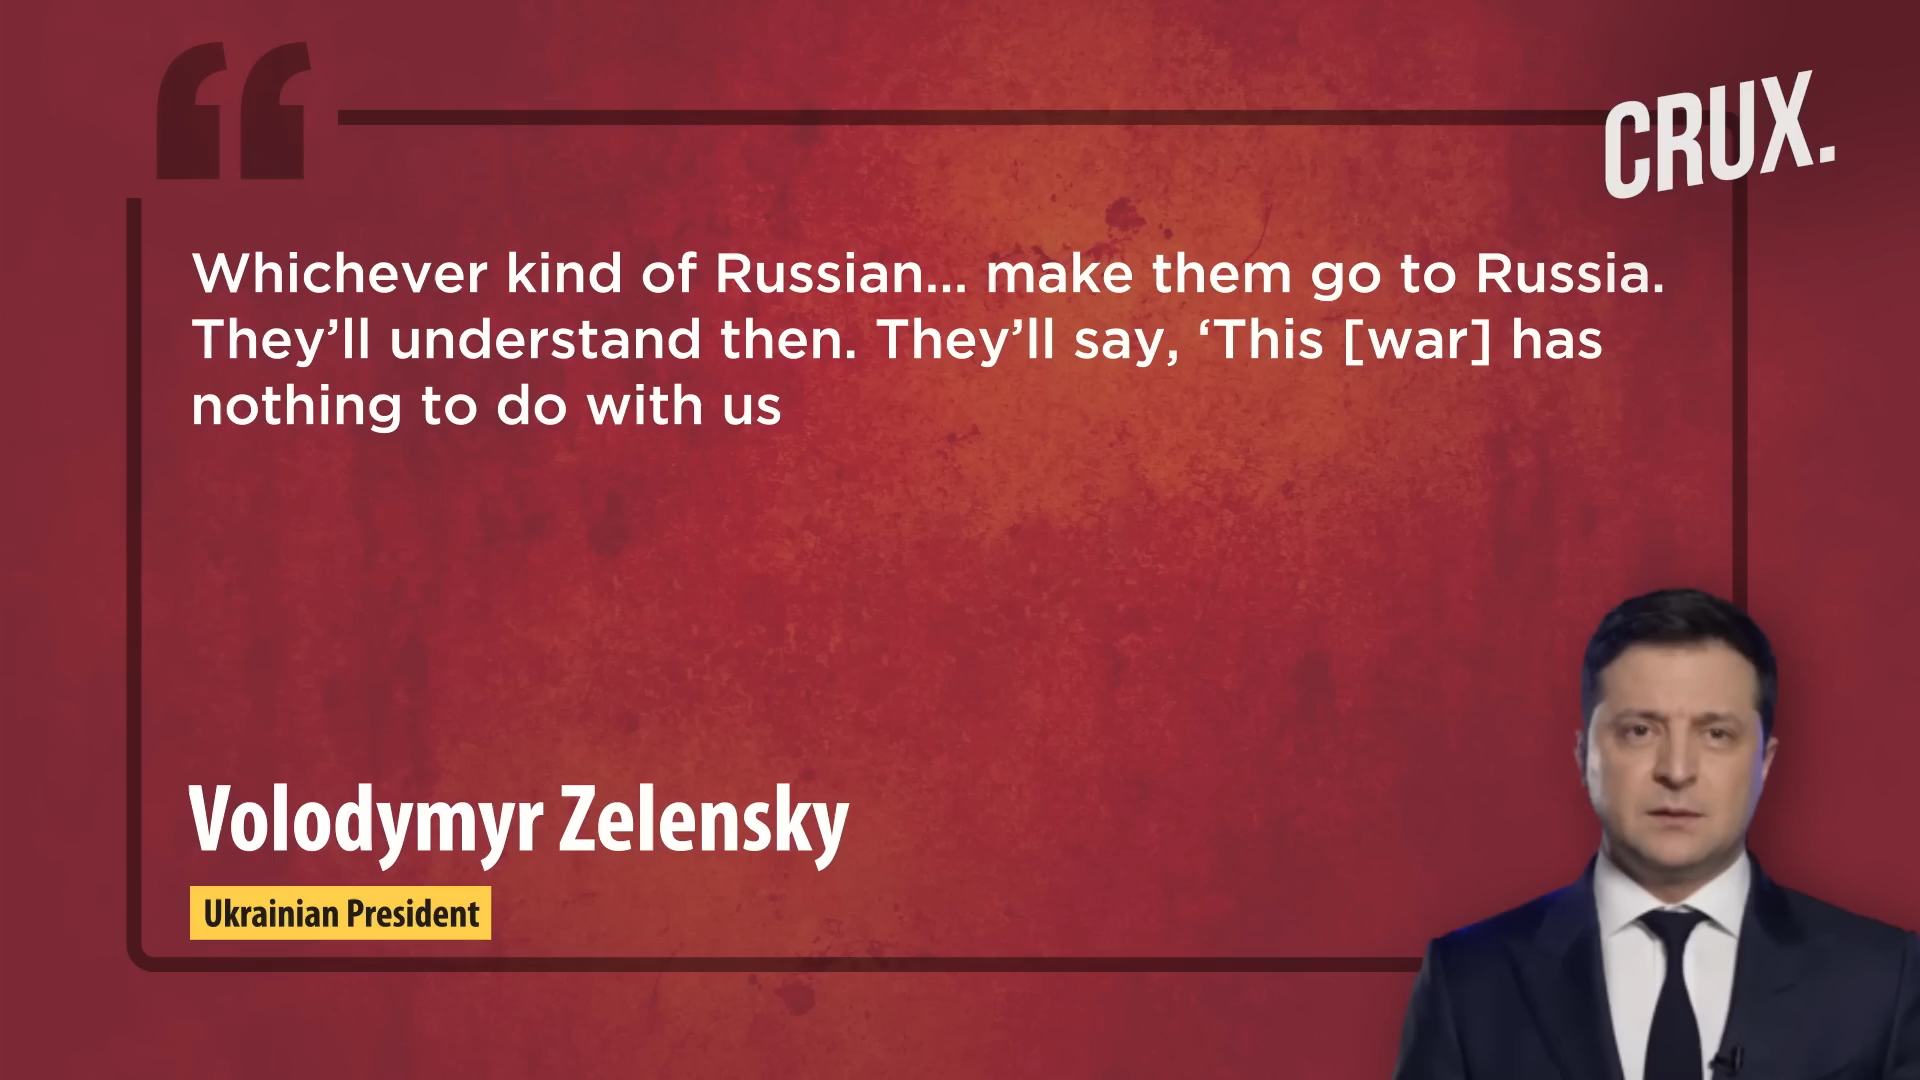 CRUX.
Whichever kind of Russian... make them go to Russia.
They’ll understand then. They’ll say, ‘This [war] has
nothing to do with us
Volodymyr Zelensky
Ukrainian President